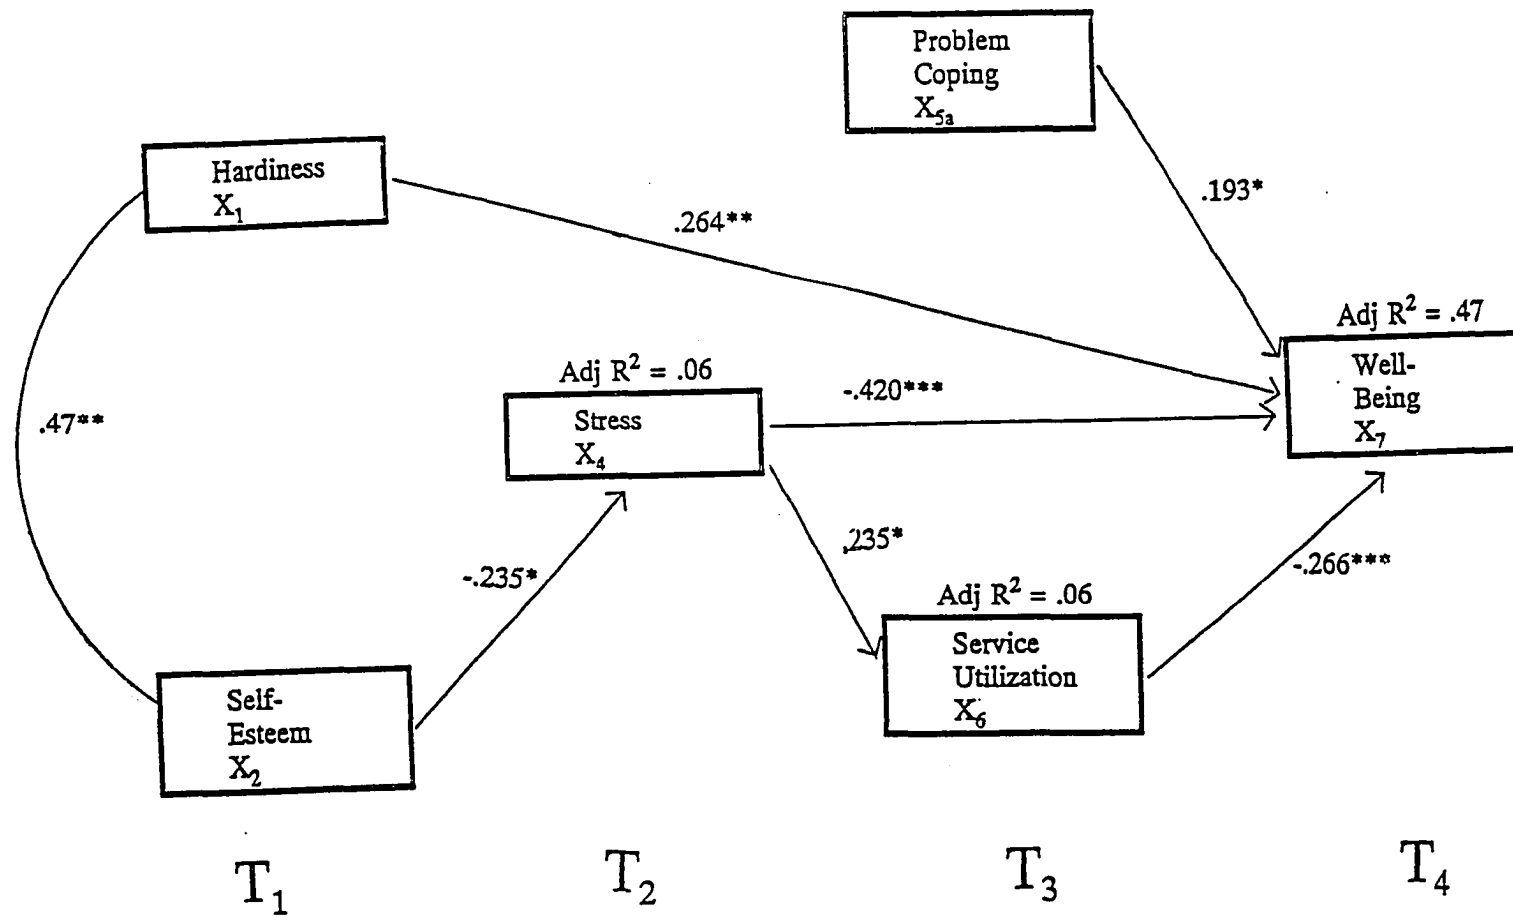 Problem
Coping
X5a
Hardiness
X1
.193*
.264**
Adj R2 = .47
Well-
Being
X7
Adj R2 = .06
Stress
X4
-.420***
.47**
.235*
-.235*
-.266***
Adj R2 = .06
Service
Utilization
X6
Self-
Esteem
X2
T1
T2
T3
T4